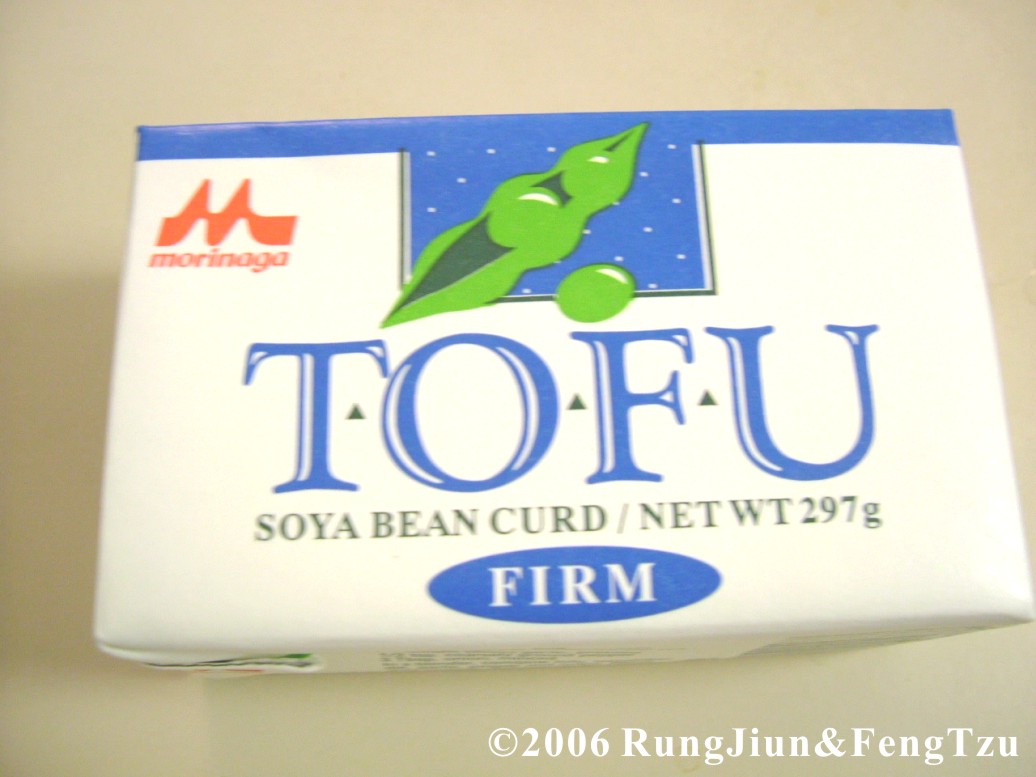 morinaga
T▲O▲F▲U
SOYA BEAN CURD / NET WT 297g
FIRM
©2006 RungJiun&FengTzu